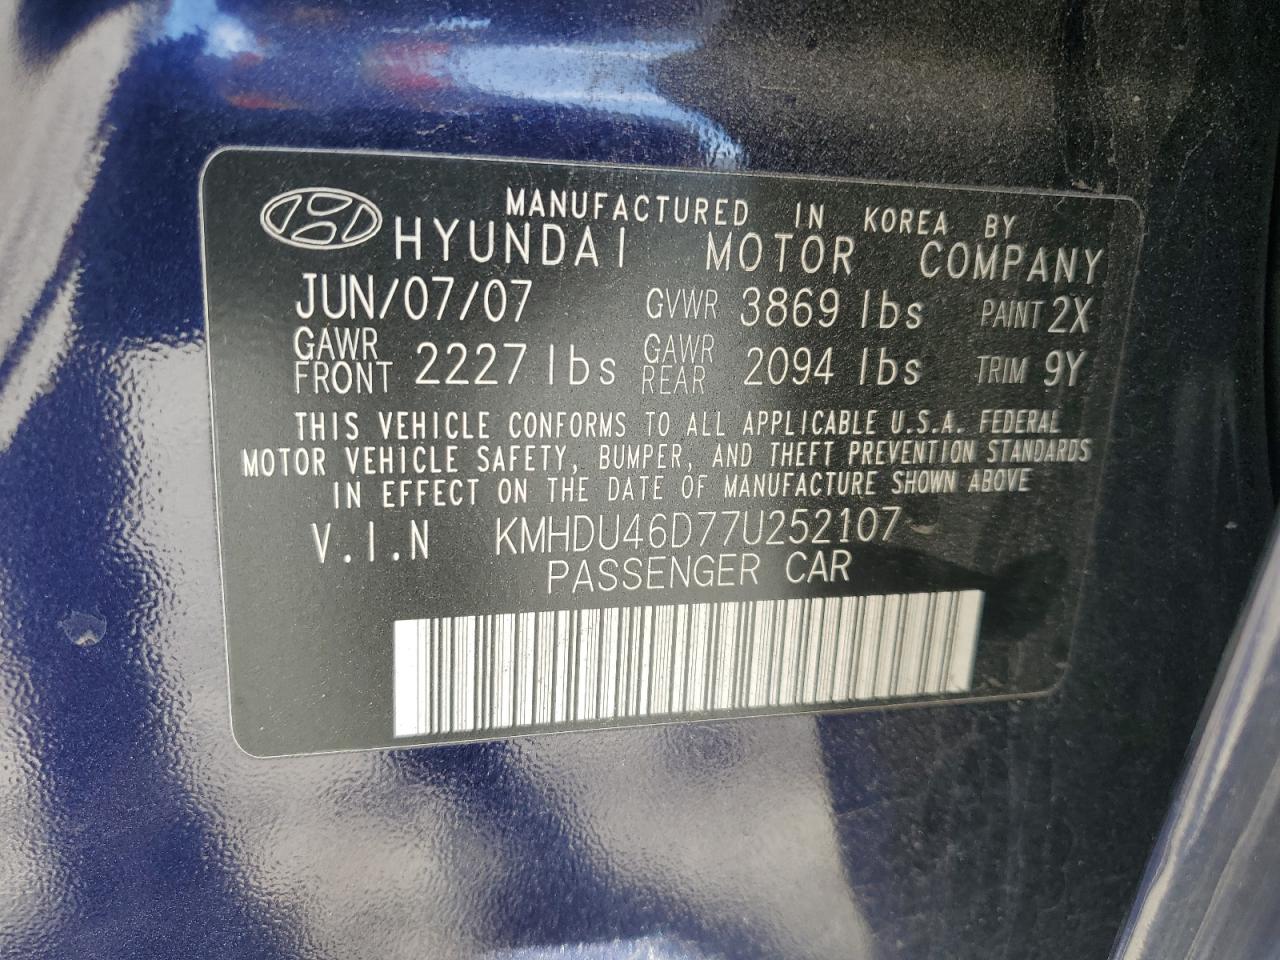 MANUFACTURED IN KOREA BY
HYUNDAI MOTOR COMPANY
JUN/07/07 GVWR 3869 lbs PAINT 2X
GAWR FRONT 2227 lbs GAWR REAR 2094 lbs TRIM 9Y
THIS VEHICLE CONFORMS TO ALL APPLICABLE U.S.A. FEDERAL
MOTOR VEHICLE SAFETY, BUMPER, AND THEFT PREVENTION STANDARDS
IN EFFECT ON THE DATE OF MANUFACTURE SHOWN ABOVE
V.I.N KMHDU46D77U252107
PASSENGER CAR